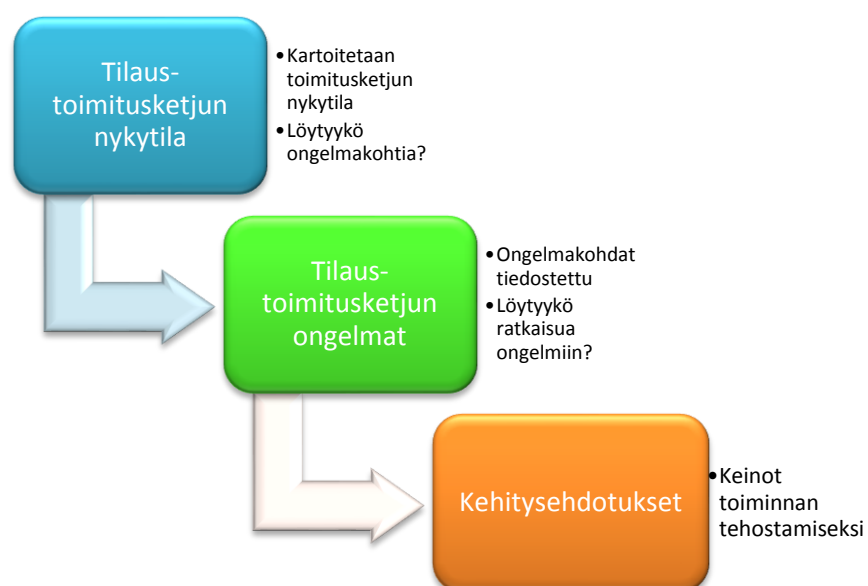 Tilaus-
toimitusketjun
nykytila
•Kartoitetaan
toimitusketjun
nykytila
•Löytyykö
ongelmakohtia?
Tilaus-
toimitusketjun
ongelmat
•Ongelmakohdat
tiedostettu
•Löytyykö
ratkaisua
ongelmiin?
Kehitysehdotukset
•Keinot
toiminnan
tehostamiseksi